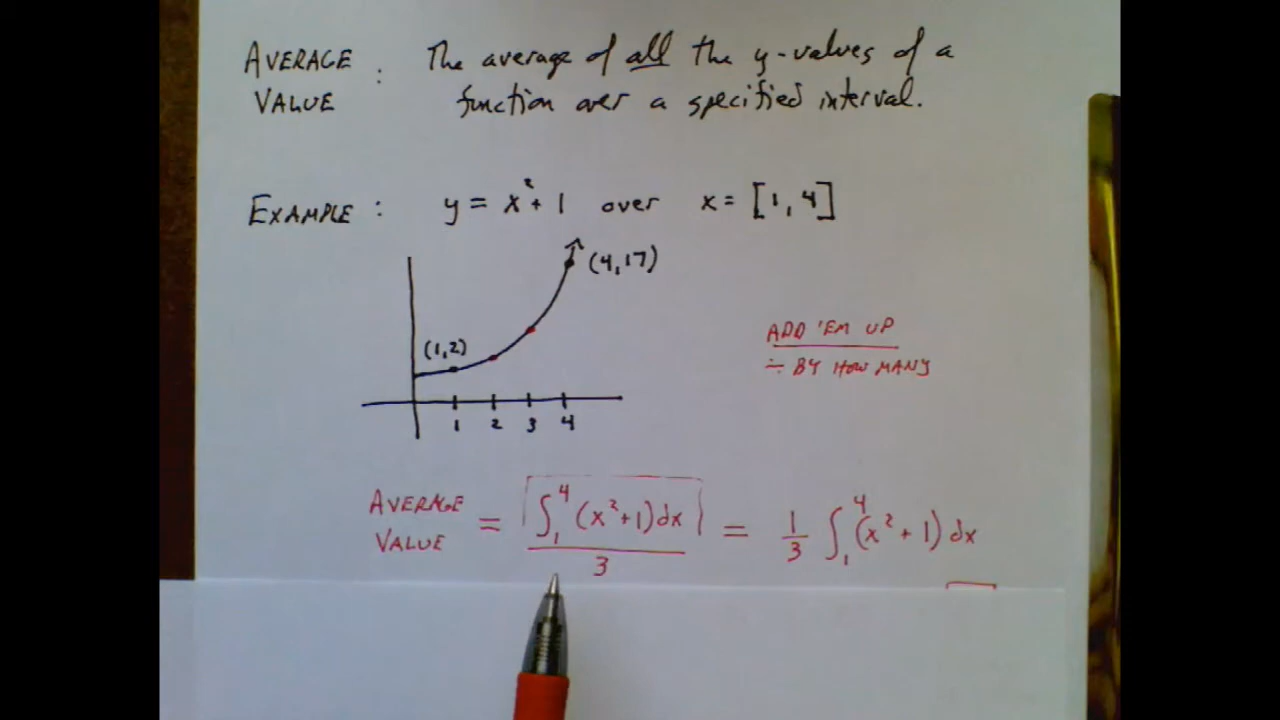 AVERAGE VALUE : The average of all the y-values of a
function over a specified interval.
EXAMPLE : y = x² + 1 over x = [1, 4]
(4,17)
(1,2)
1 2 3 4
ADD 'EM UP
÷ BY HOW MANY
AVERAGE VALUE = ∫₁⁴ (x²+1)dx / 3 = 1/3 ∫₁⁴ (x² + 1) dx